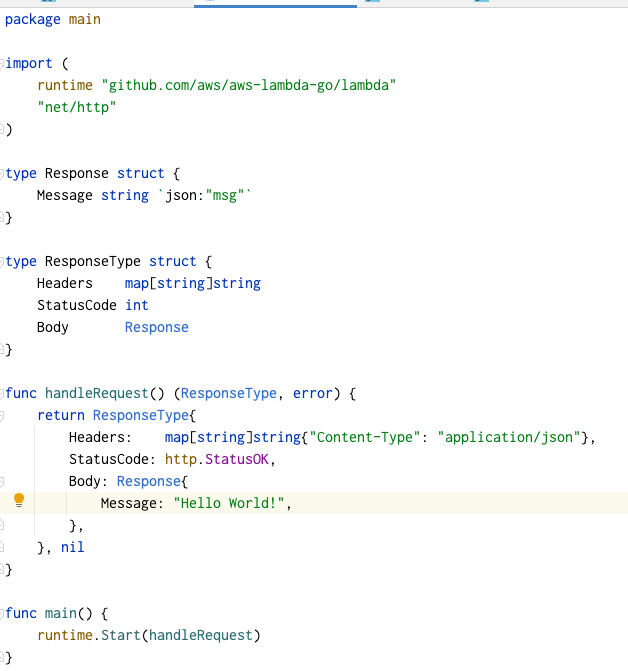 package main
import (
runtime "github.com/aws/aws-lambda-go/lambda"
"net/http"
)
type Response struct {
Message string `json:"msg"`
}
type ResponseType struct {
Headers    map[string]string
StatusCode int
Body       Response
}
func handleRequest() (ResponseType, error) {
return ResponseType{
Headers:    map[string]string{"Content-Type": "application/json"},
StatusCode: http.StatusOK,
Body: Response{
Message: "Hello World!",
},
}, nil
}
func main() {
runtime.Start(handleRequest)
}